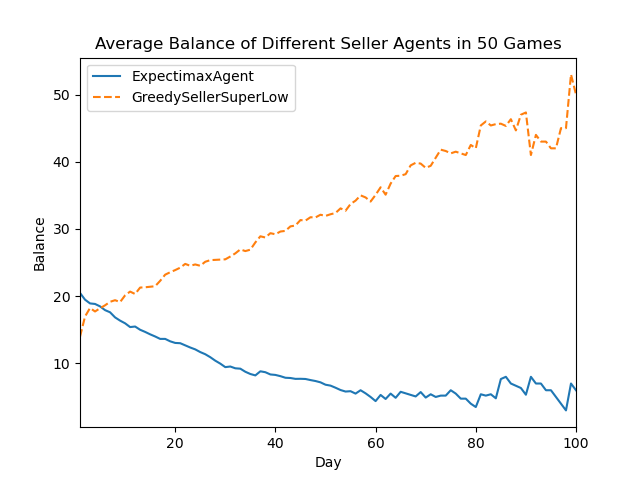 Average Balance of Different Seller Agents in 50 Games
ExpectimaxAgent
GreedySellerSuperLow
50
40
30
20
10
Balance
20
40
60
80
100
Day